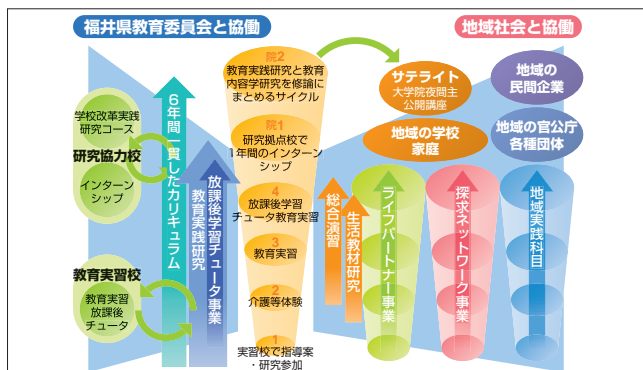 福井県教育委員会と協働
地域社会と協働
学校改革実践
研究コース
研究協力校
インターン
シップ
教育実習校
教育実習
放課後
チュータ
6年間一貫したカリキュラム
教育実践研究
放課後学習チュータ事業
院2
教育実践研究と教育
内容学研究を修論に
まとめるサイクル
院1
研究拠点校で
1年間のインターン
シップ
4
放課後学習
チュータ教育実習
3
教育実習
2
介護等体験
1
実習校で指導案
・研究参加
サテライト
大学院夜間主
公開講座
地域の学校
家庭
地域の
民間企業
地域の官公庁
各種団体
総合演習
生活教材研究
ライフパートナー事業
探求ネットワーク事業
地域実践科目